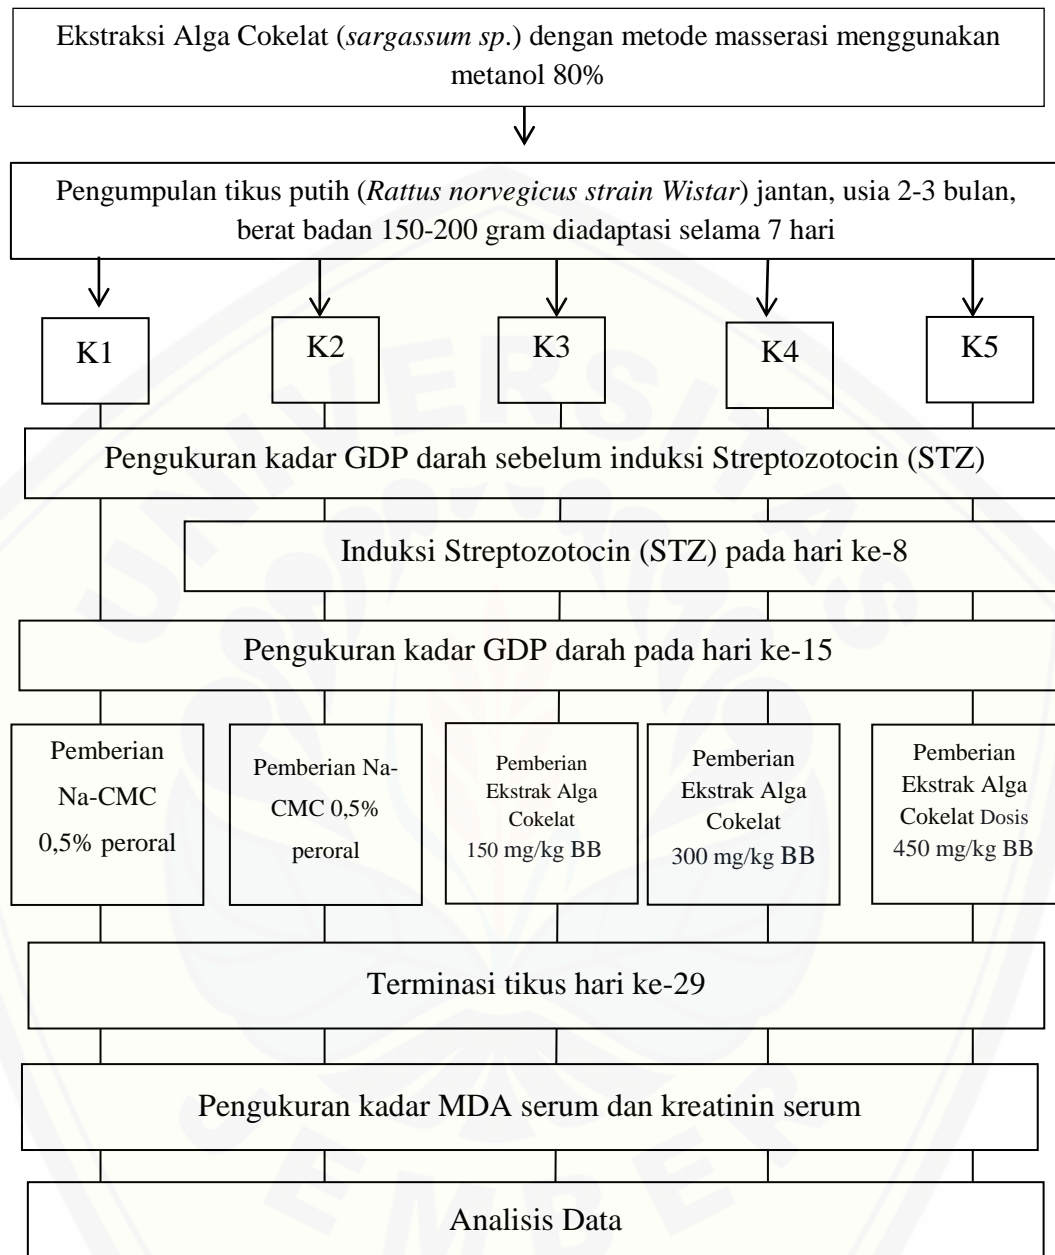 Ekstraksi Alga Cokelat (sargassum sp.) dengan metode masserasi menggunakan
metanol 80%
Pengumpulan tikus putih (Rattus norvegicus strain Wistar) jantan, usia 2-3 bulan,
berat badan 150-200 gram diadaptasi selama 7 hari
K1
K2
K3
K4
K5
Pengukuran kadar GDP darah sebelum induksi Streptozotocin (STZ)
Induksi Streptozotocin (STZ) pada hari ke-8
Pengukuran kadar GDP darah pada hari ke-15
Pemberian
Na-CMC
0,5% peroral
Pemberian Na-
CMC 0,5%
peroral
Pemberian
Ekstrak Alga
Cokelat
150 mg/kg BB
Pemberian
Ekstrak Alga
Cokelat
300 mg/kg BB
Pemberian
Ekstrak Alga
Cokelat Dosis
450 mg/kg BB
Terminasi tikus hari ke-29
Pengukuran kadar MDA serum dan kreatinin serum
Analisis Data
UNIVERSITAS
JEMBER